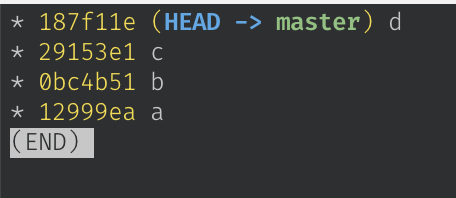 * 187f11e (HEAD -> master) d
* 29153e1 c
* 0bc4b51 b
* 12999ea a
(END)